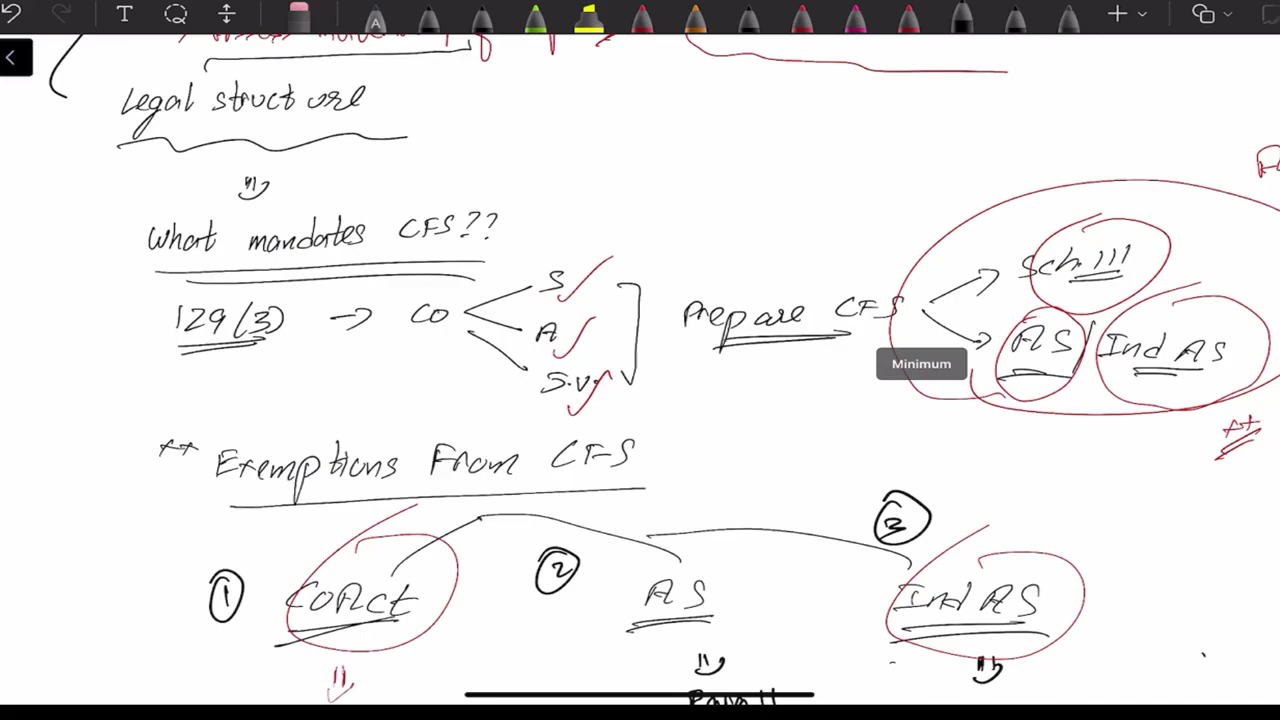 Legal structure
What mandates CFS??
129(3) → CO
S
A
Prepare CFS
Sch. III
AS / Ind AS
Minimum
++ Exemptions From CFS
1 CoAct
2 AS
3 Ind AS